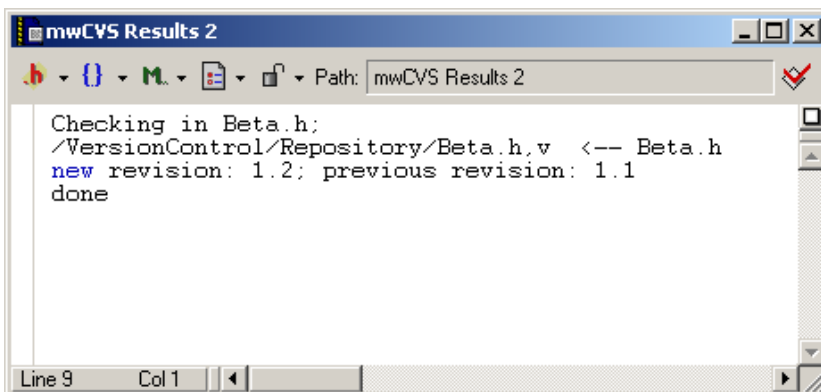 mwCVS Results 2
.h {} M. Path: mwCVS Results 2
Checking in Beta.h;
/VersionControl/Repository/Beta.h,v <-- Beta.h
new revision: 1.2; previous revision: 1.1
done
Line 9 Col 1